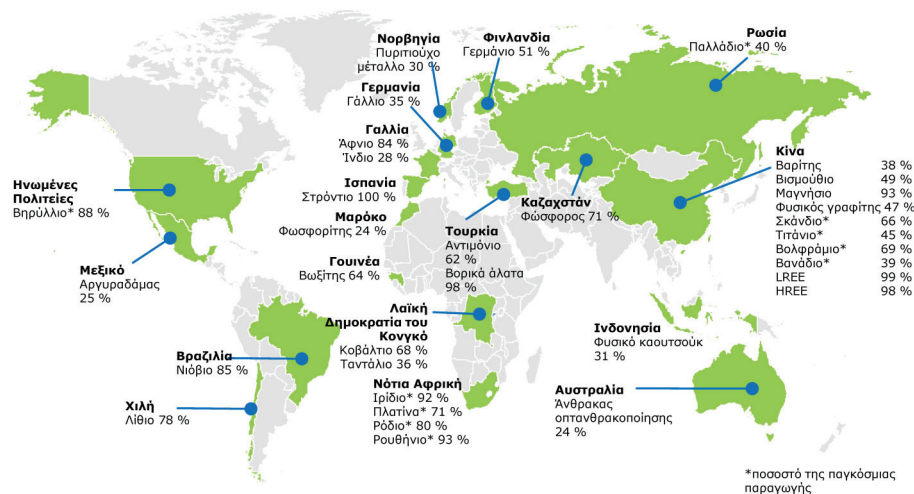 Νορβηγία
Πυριτιούχο
μέταλλο 30 %
Φινλανδία
Γερμάνιο 51 %
Ρωσία
Παλλάδιο* 40 %
Γερμανία
Γάλλιο 35 %
Γαλλία
Άφνιο 84 %
Ίνδιο 28 %
Ισπανία
Στρόντιο 100 %
Μαρόκο
Φωσφορίτης 24 %
Γουινέα
Βωξίτης 64 %
Ηνωμένες
Πολιτείες
Βηρύλλιο* 88 %
Μεξικό
Αργυραδάμας
25 %
Τουρκία
Αντιμόνιο
62 %
Βορικά άλατα
98 %
Καζαχστάν
Φώσφορος 71 %
Κίνα
Βαρίτης 38 %
Βισμούθιο 49 %
Μαγνήσιο 93 %
Φυσικός γραφίτης 47 %
Σκάνδιο* 66 %
Τιτάνιο* 45 %
Βολφράμιο* 69 %
Βανάδιο* 39 %
LREE 99 %
HREE 98 %
Λαϊκή
Δημοκρατία του
Κονγκό
Κοβάλτιο 68 %
Ταντάλιο 36 %
Βραζιλία
Νιόβιο 85 %
Χιλή
Λίθιο 78 %
Νότια Αφρική
Ιρίδιο* 92 %
Πλατίνα* 71 %
Ρόδιο* 80 %
Ρουθήνιο* 93 %
Ινδονησία
Φυσικό καουτσούκ
31 %
Αυστραλία
Άνθρακας
οπτανθρακοποίησης
24 %
*ποσοστό της παγκόσμιας
παραγωγής